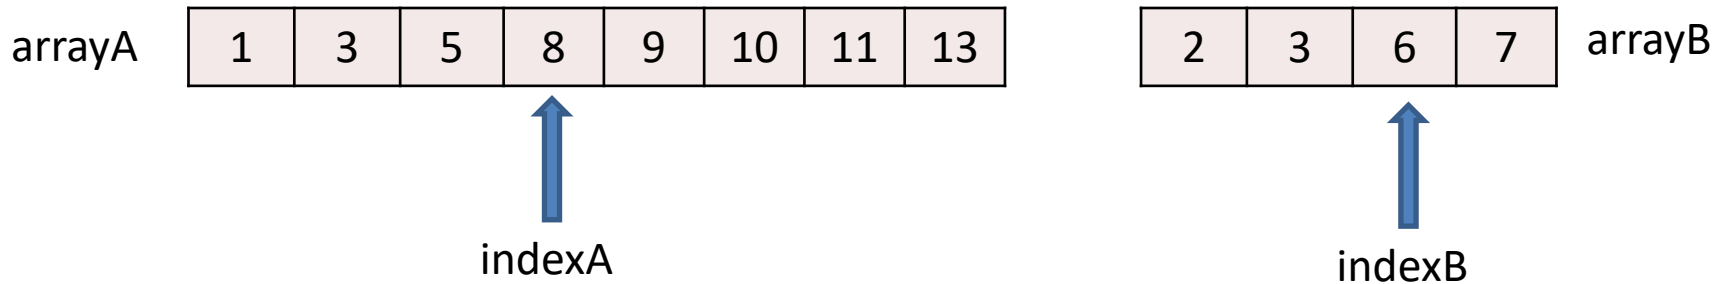 arrayA 1 3 5 8 9 10 11 13 2 3 6 7 arrayB
indexA indexB